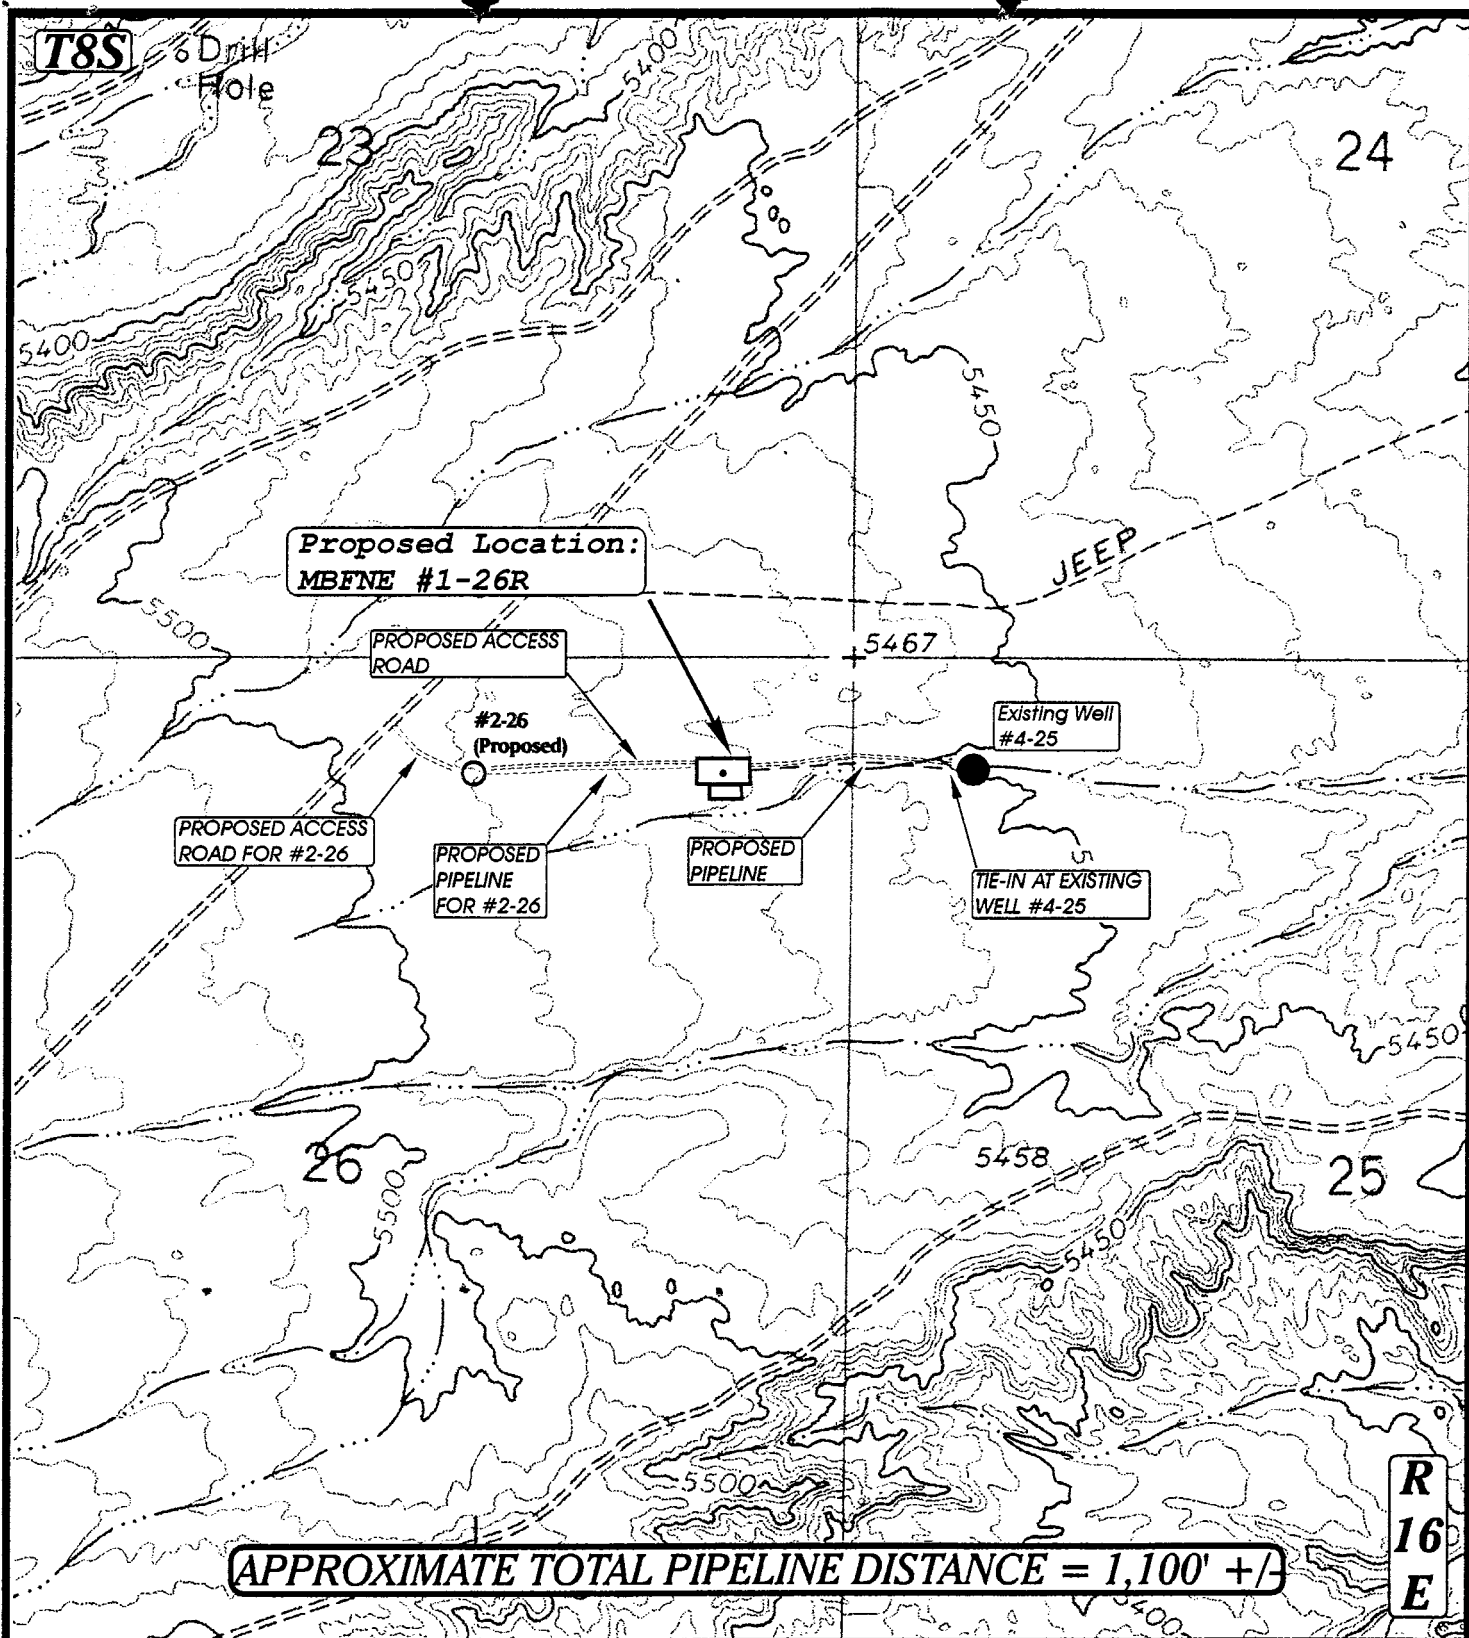 T8S
Drill
Hole
5400
23
24
5450
5400
5450
Proposed Location:
MBFNE #1-26R
JEEP
5500
PROPOSED ACCESS
ROAD
5467
#2-26
(Proposed)
Existing Well
#4-25
PROPOSED ACCESS
ROAD FOR #2-26
PROPOSED
PIPELINE
FOR #2-26
PROPOSED
PIPELINE
5
TIE-IN AT EXISTING
WELL #4-25
5450
26
5500
5458
25
5450
5500
R
16
E
APPROXIMATE TOTAL PIPELINE DISTANCE = 1,100' +/-
5400